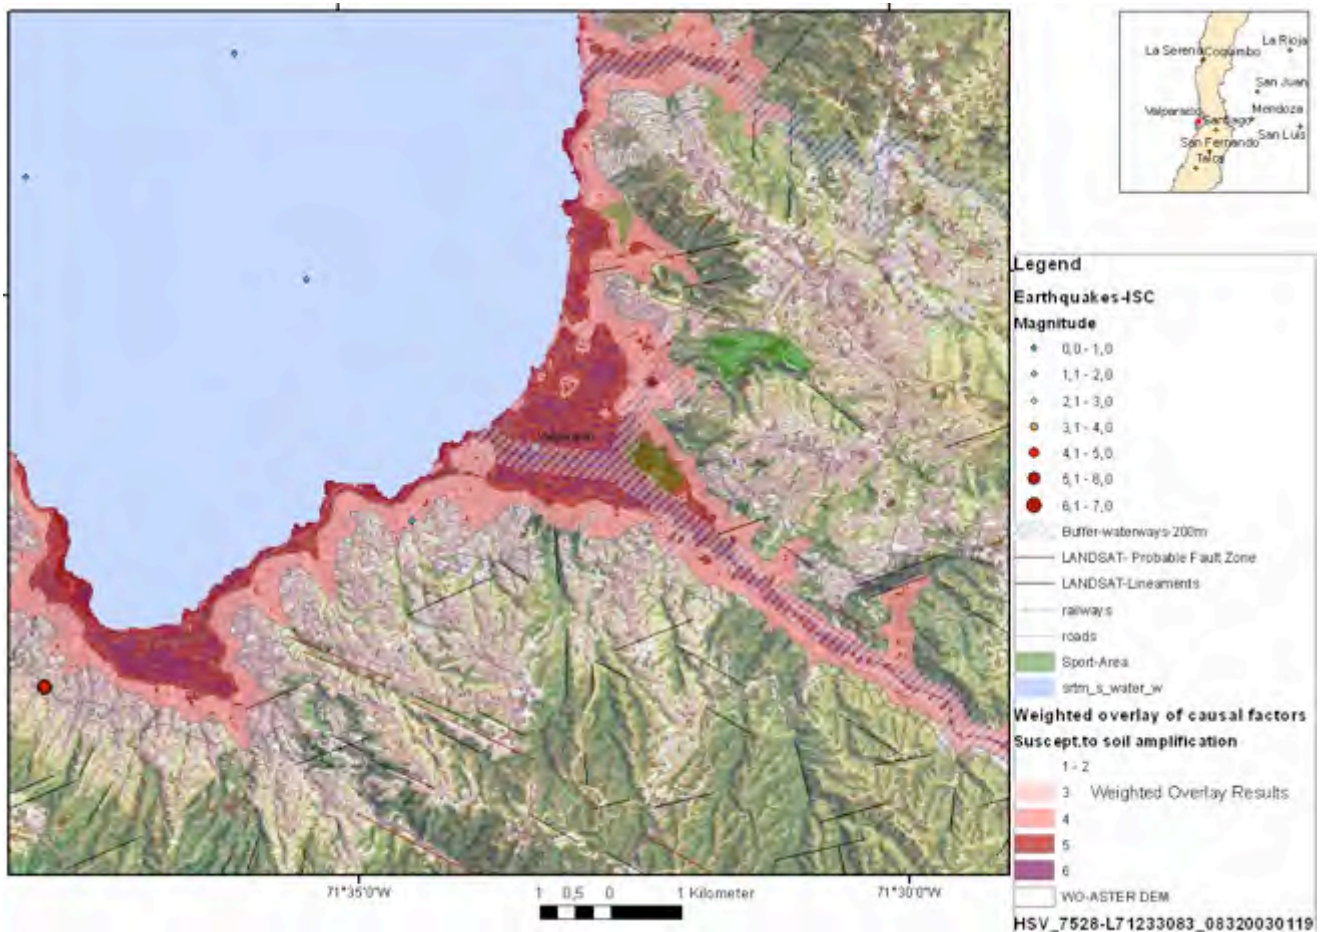 La Serena
Coquimbo
La Rioja
San Juan
Valparaiso
Mendoza
Santiago
San Luis
San Fernando
Talca
Valparaiso
Legend
Earthquakes-ISC
Magnitude
0,0 - 1,0
1,1 - 2,0
2,1 - 3,0
3,1 - 4,0
4,1 - 5,0
5,1 - 6,0
6,1 - 7,0
Buffer-waterways-200m
LANDSAT- Probable Fault Zone
LANDSAT-Lineaments
railways
roads
Sport-Area
srtm_s_water_w
Weighted overlay of causal factors
Suscept.to soil amplification
1 - 2
3 Weighted Overlay Results
4
5
6
WO-ASTER DEM
HSV_7528-L71233083_08320030119
71°35'0"W
71°30'0"W
1 0,5 0 1 Kilometer